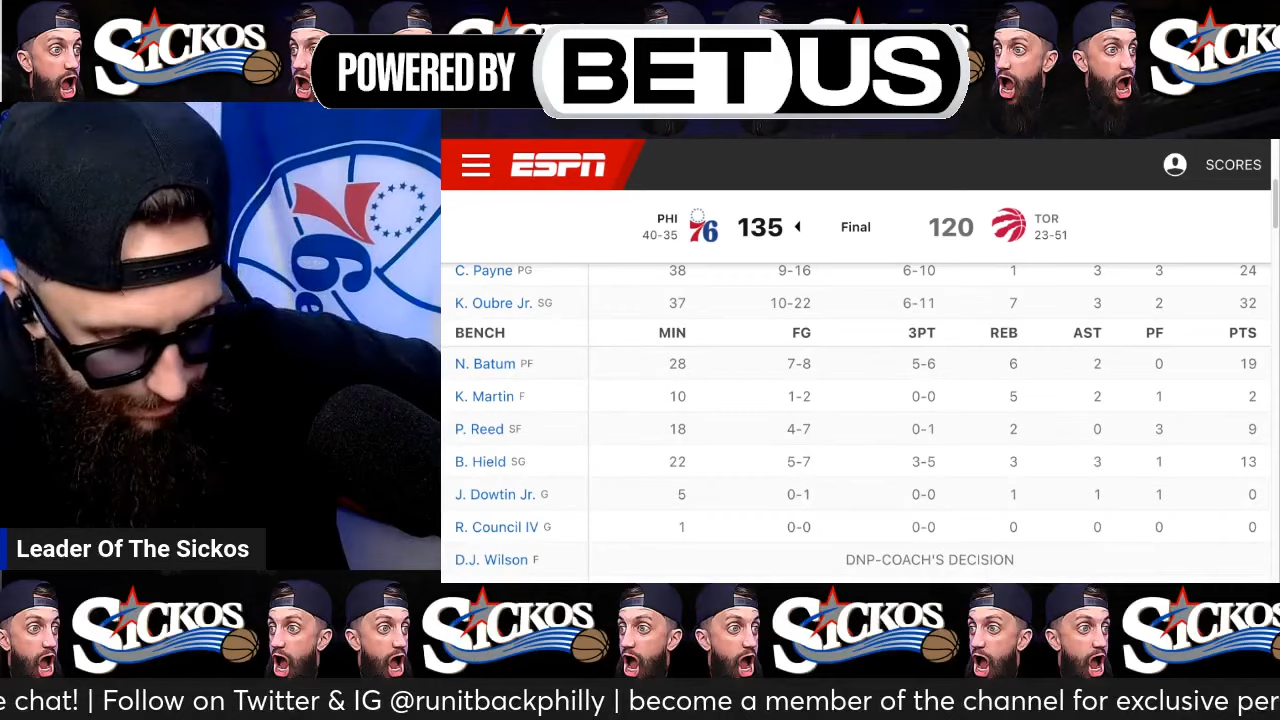 SICKOS
SICKOS
POWERED BY BETUS
ESPN
SCORES
PHI
40-35
76
135
Final
120
TOR
23-51
C. Payne PG 38 9-16 6-10 1 3 3 24
K. Oubre Jr. SG 37 10-22 6-11 7 3 2 32
BENCH MIN FG 3PT REB AST PF PTS
N. Batum PF 28 7-8 5-6 6 2 0 19
K. Martin F 10 1-2 0-0 5 2 1 2
P. Reed SF 18 4-7 0-1 2 0 3 9
B. Hield SG 22 5-7 3-5 3 3 1 13
J. Dowtin Jr. G 5 0-1 0-0 1 1 1 0
R. Council IV G 1 0-0 0-0 0 0 0 0
D.J. Wilson F DNP-COACH'S DECISION
76
Leader Of The Sickos
SICKOS
SICKOS
SICKOS
e chat! | Follow on Twitter & IG @runitbackphilly | become a member of the channel for exclusive per